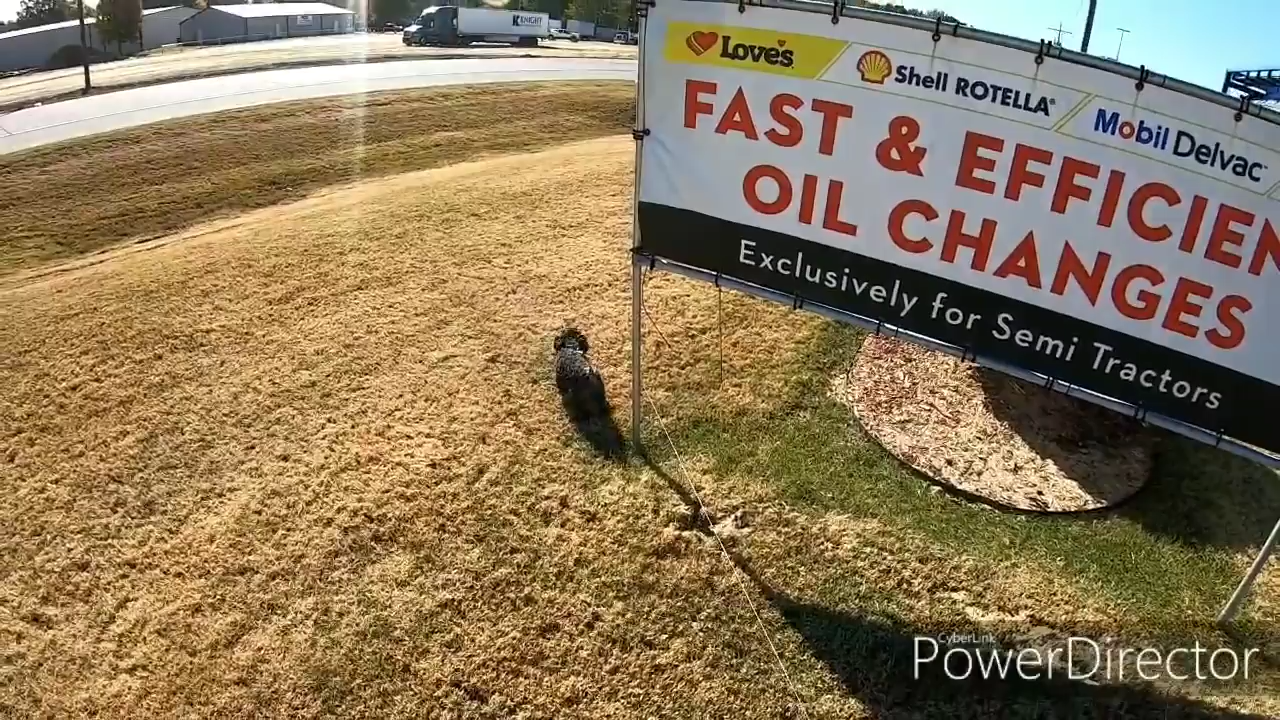 KNIGHT
Love's
Shell ROTELLA®
Mobil Delvac
FAST & EFFICIEN
OIL CHANGES
Exclusively for Semi Tractors
CyberLink
PowerDirector